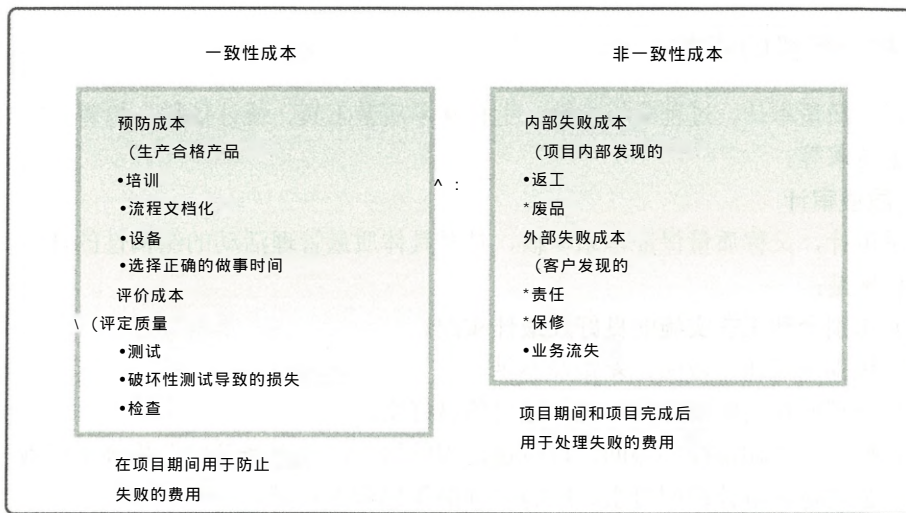 一致性成本
预防成本
(生产合格产品
•培训
•流程文档化
•设备
•选择正确的做事时间
评价成本
\ (评定质量
•测试
•破坏性测试导致的损失
•检查
在项目期间用于防止
失败的费用
^ :
非一致性成本
内部失败成本
(项目内部发现的
•返工
*废品
外部失败成本
(客户发现的
*责任
*保修
•业务流失
项目期间和项目完成后
用于处理失败的费用